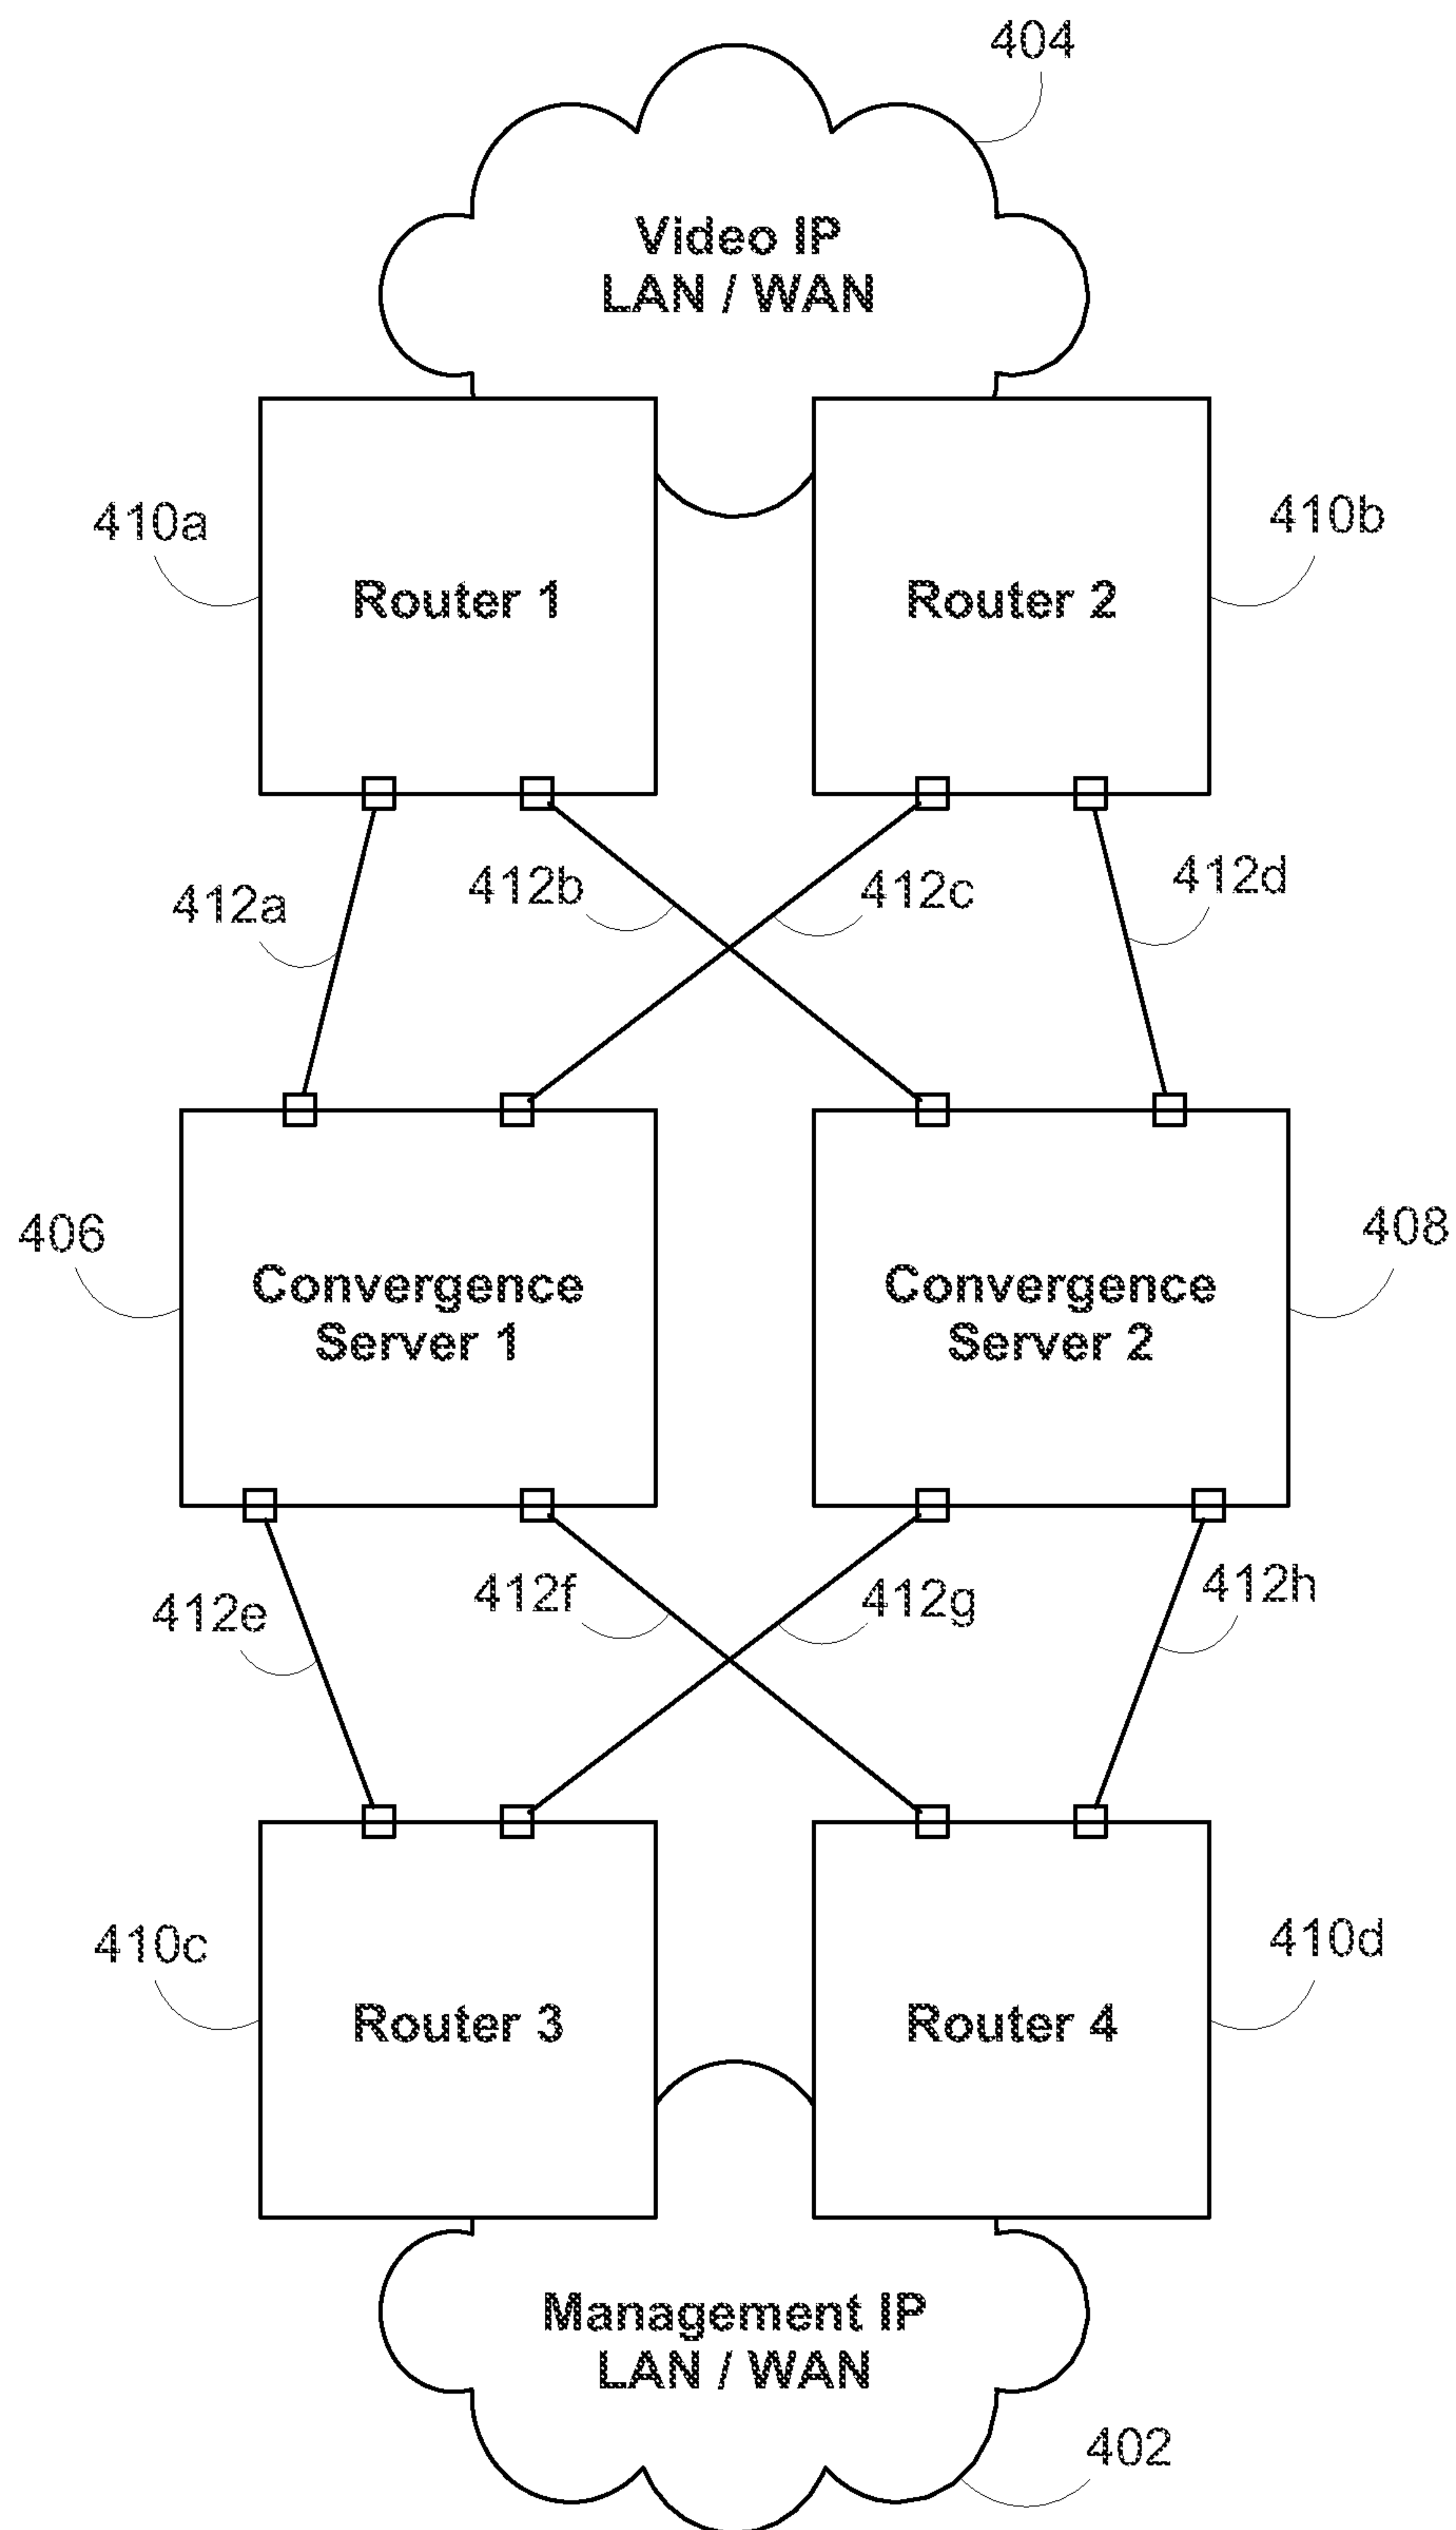 404
Video IP
LAN / WAN
410a
410b
Router 1
Router 2
412a
412b
412c
412d
406
408
Convergence
Server 1
Convergence
Server 2
412e
412f
412g
412h
410c
410d
Router 3
Router 4
Management IP
LAN / WAN
402